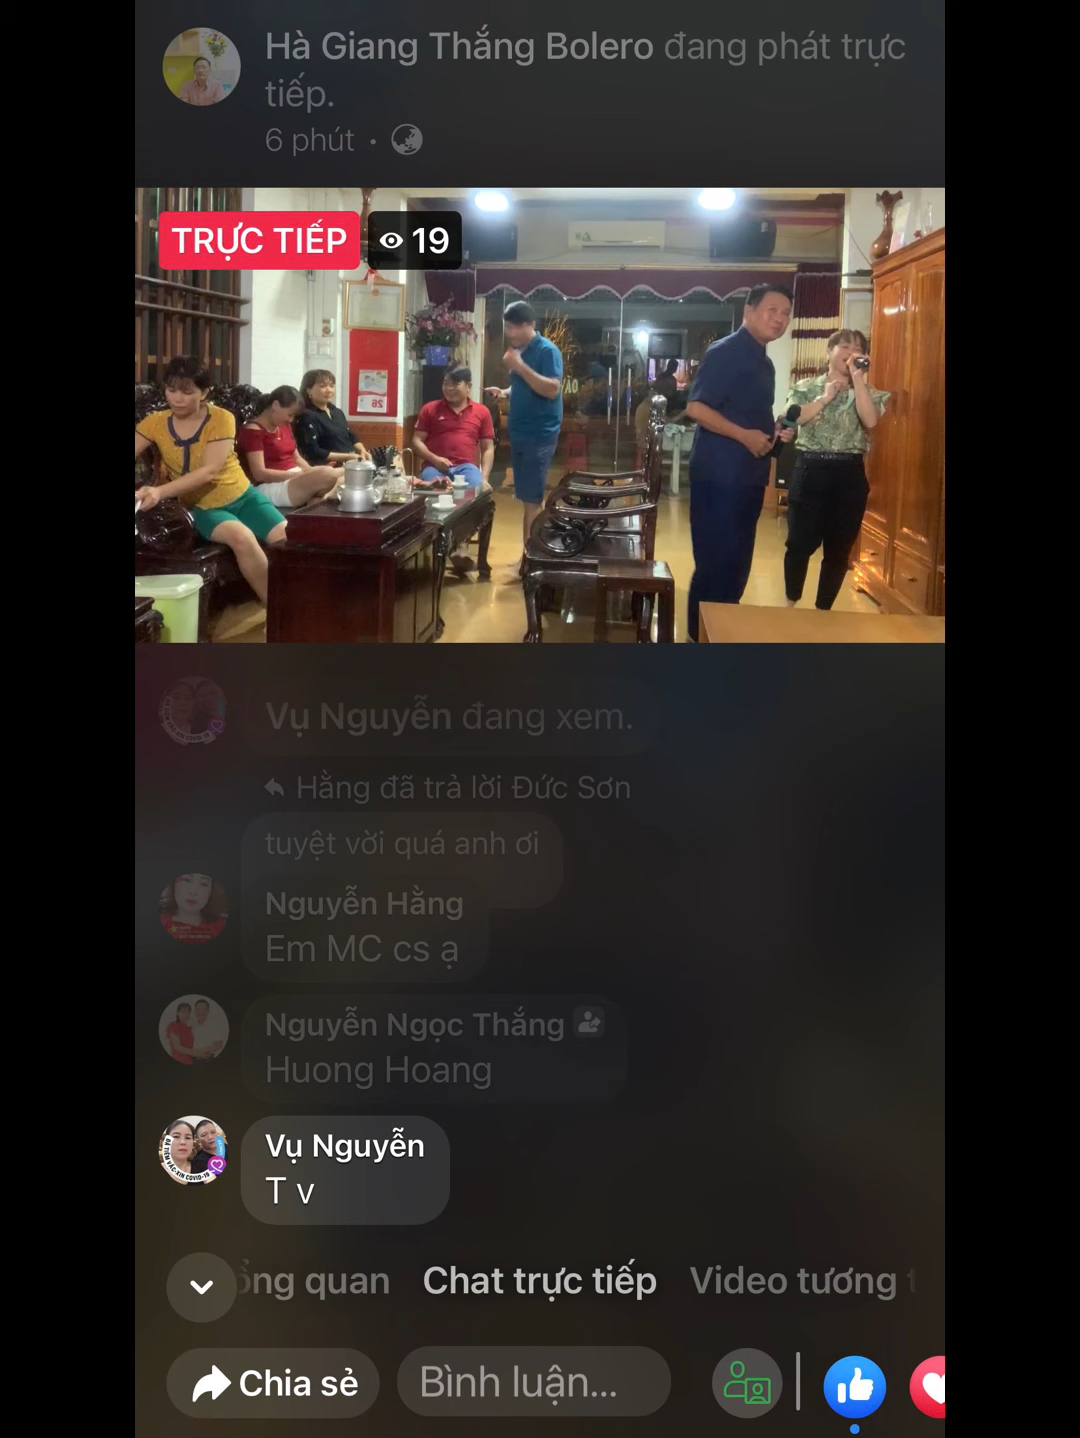 Hà Giang Thắng Bolero đang phát trực
tiếp.
6 phút
TRỰC TIẾP 19
26
Vụ Nguyễn đang xem.
Hằng đã trả lời Đức Sơn
tuyệt vời quá anh ơi
Nguyễn Hằng
Em MC cs ạ
Nguyễn Ngọc Thắng
Huong Hoang
Vụ Nguyễn
T v
ổng quan Chat trực tiếp Video tương
Chia sẻ Bình luận...